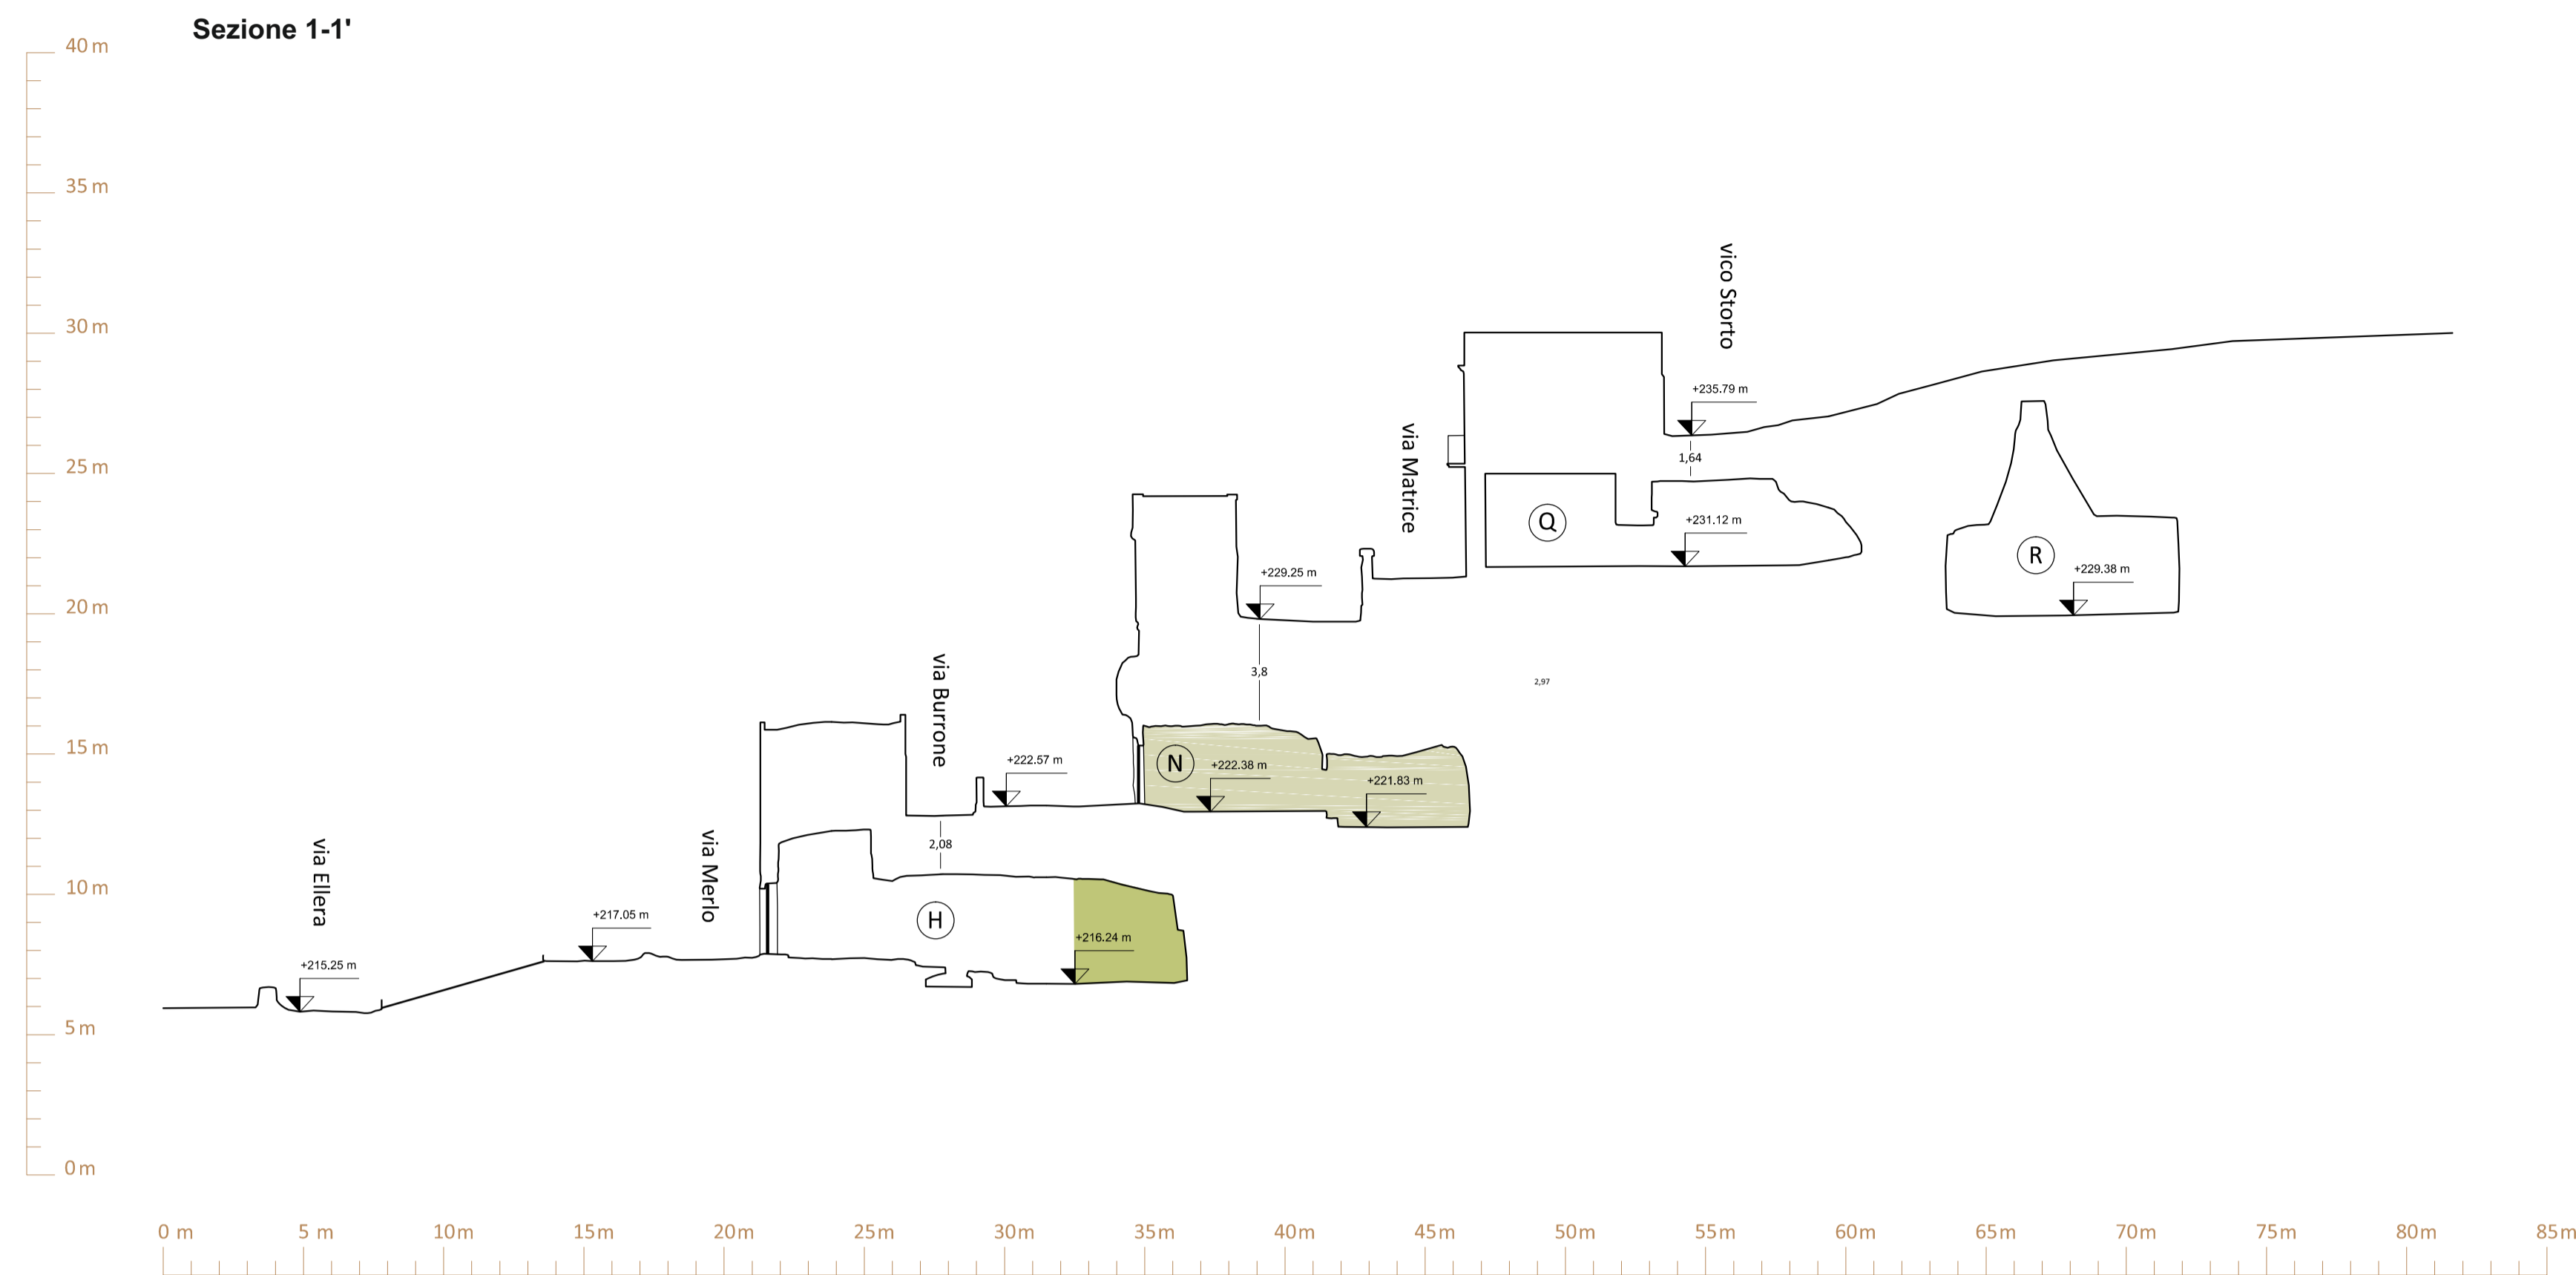 Sezione 1-1'
40 m
35 m
30 m
25 m
20 m
15 m
10 m
5 m
0 m
vico Storto
+235.79 m
1,64
via Matrice
Q
+231.12 m
R
+229.38 m
+229.25 m
3,8
2,97
via Burrone
+222.57 m
N
+222.38 m
+221.83 m
2,08
via Ellera
via Merlo
+217.05 m
H
+216.24 m
+215.25 m
0 m 5 m 10m 15m 20m 25m 30m 35m 40m 45m 50m 55m 60m 65m 70m 75m 80m 85m